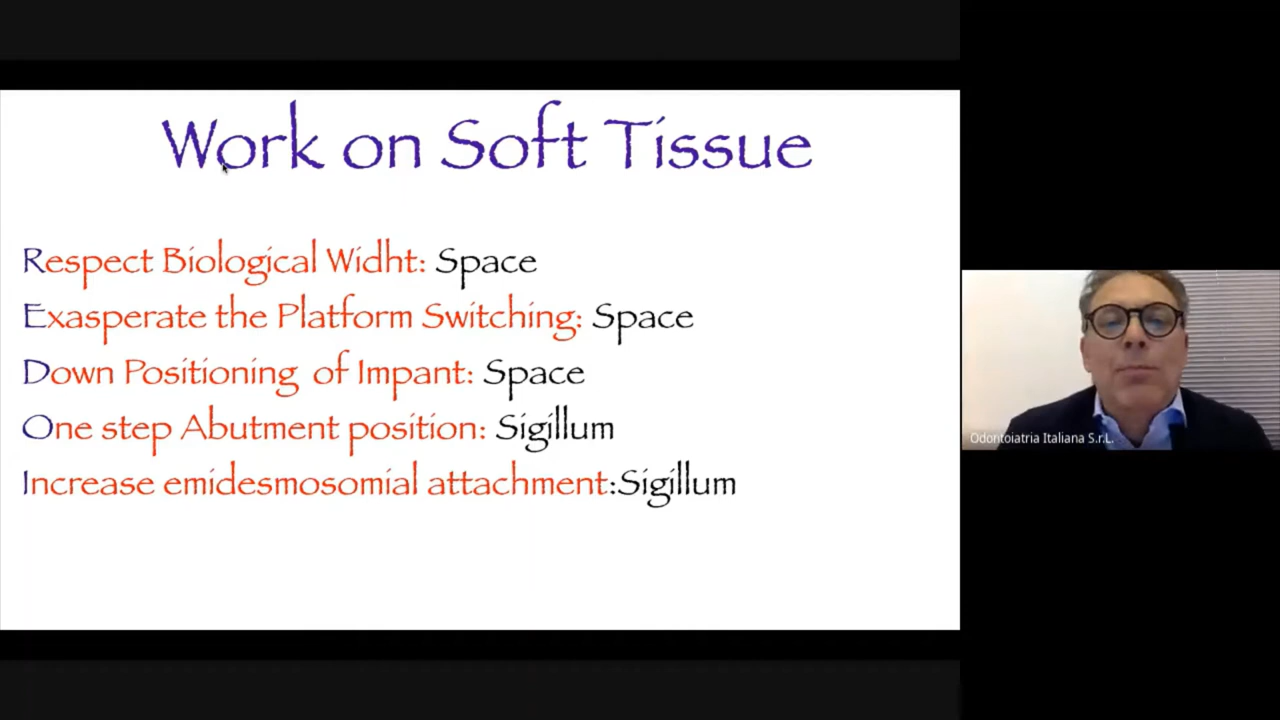 Work on Soft Tissue
Respect Biological Widht: Space
Exasperate the Platform Switching: Space
Down Positioning of Impant: Space
One step Abutment position: Sigillum
Increase emidesmosomial attachment:Sigillum
Odontoiatria Italiana S.r.L.